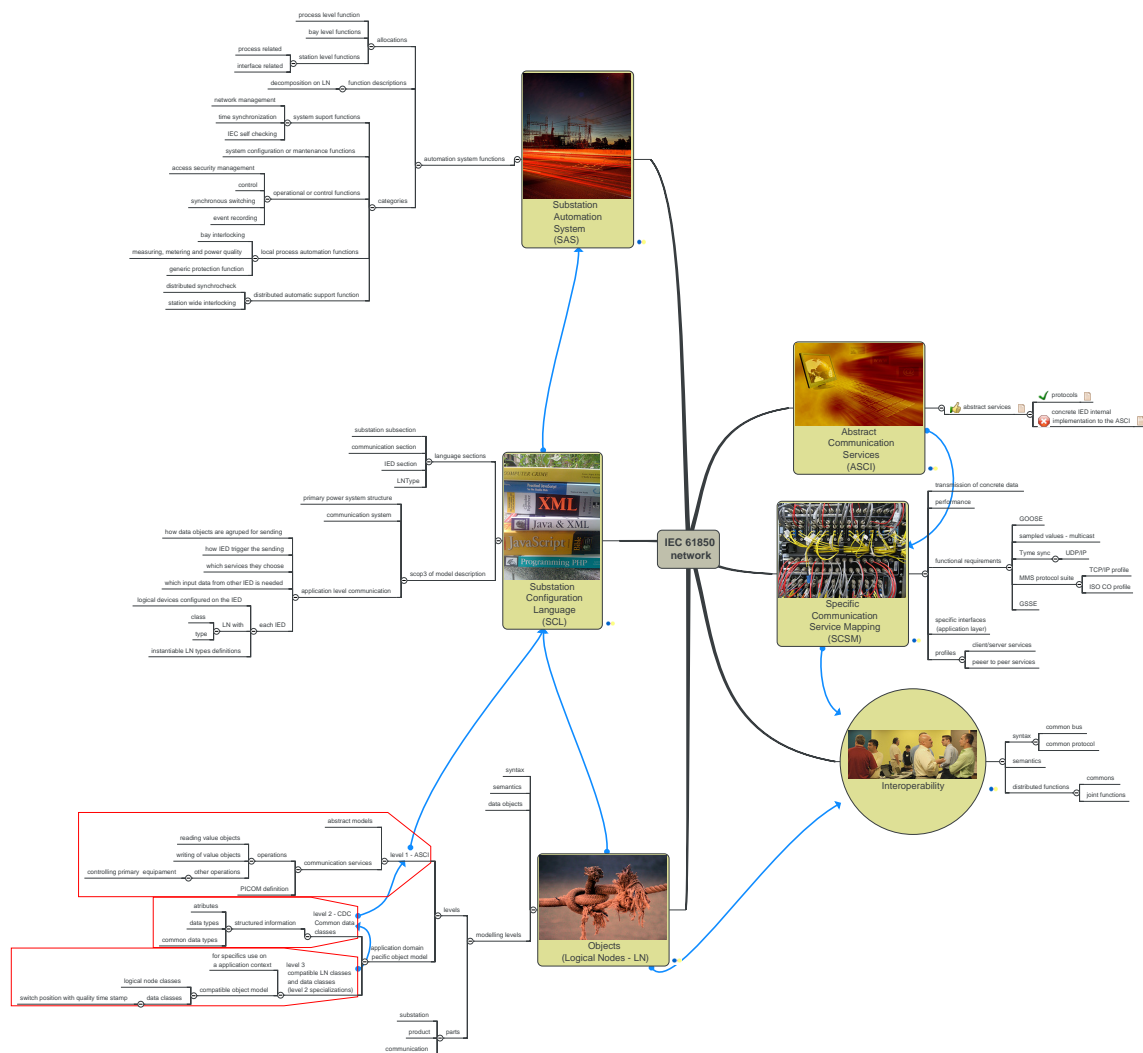 process level function
bay level functions
allocations
process related
station level functions
interface related
decomposition on LN
function descriptions
network management
system suport functions
time synchronization
IEC self checking
system configuration or mantenance functions
automation system functions
access security management
control
operational or control functions
synchronous switching
categories
event recording
bay interlocking
measuring, metering and power quality
local process automation functions
generic protection function
distributed synchrocheck
distributed automatic support function
station wide interlocking
Substation
Automation
System
(SAS)
substation subsection
communication section
language sections
IED section
LNType
primary power system structure
communication system
how data objects are agruped for sending
how IED trigger the sending
which services they choose
scop3 of model description
which input data from other IED is needed
application level communication
logical devices configured on the IED
class
LN with
each IED
type
instantiable LN types definitions
XML
Java & XML
JavaScript
Programming PHP
Substation
Configuration
Language
(SCL)
IEC 61850
network
Abstract
Communication
Services
(ASCI)
abstract services
protocols
concrete IED internal
implementation to the ASCI
transmission of concrete data
performance
GOOSE
sampled values - multicast
functional requirements
Tyme sync
UDP/IP
MMS protocol suite
TCP/IP profile
ISO CO profile
GSSE
specific interfaces
(application layer)
client/server services
profiles
peser to peer services
Specific
Communication
Service Mapping
(SCSM)
Interoperability
common bus
syntax
common protocol
semantics
commons
distributed functions
joint functions
syntax
semantics
data objects
abstract models
reading value objects
level 1 - ASCI
writing of value objects
operations
communication services
controlling primary equipament
other operations
PICOM definition
levels
atributes
level 2 - CDC
Common data
classes
data types
structured information
common data types
modelling levels
application domain
pecific object model
for specifics use on
a application context
level 3
compatible LN classes
and data classes
(level 2 specializations)
logical node classes
compatible object model
switch position with quality time stamp
data classes
substation
product
parts
communication
Objects
(Logical Nodes - LN)